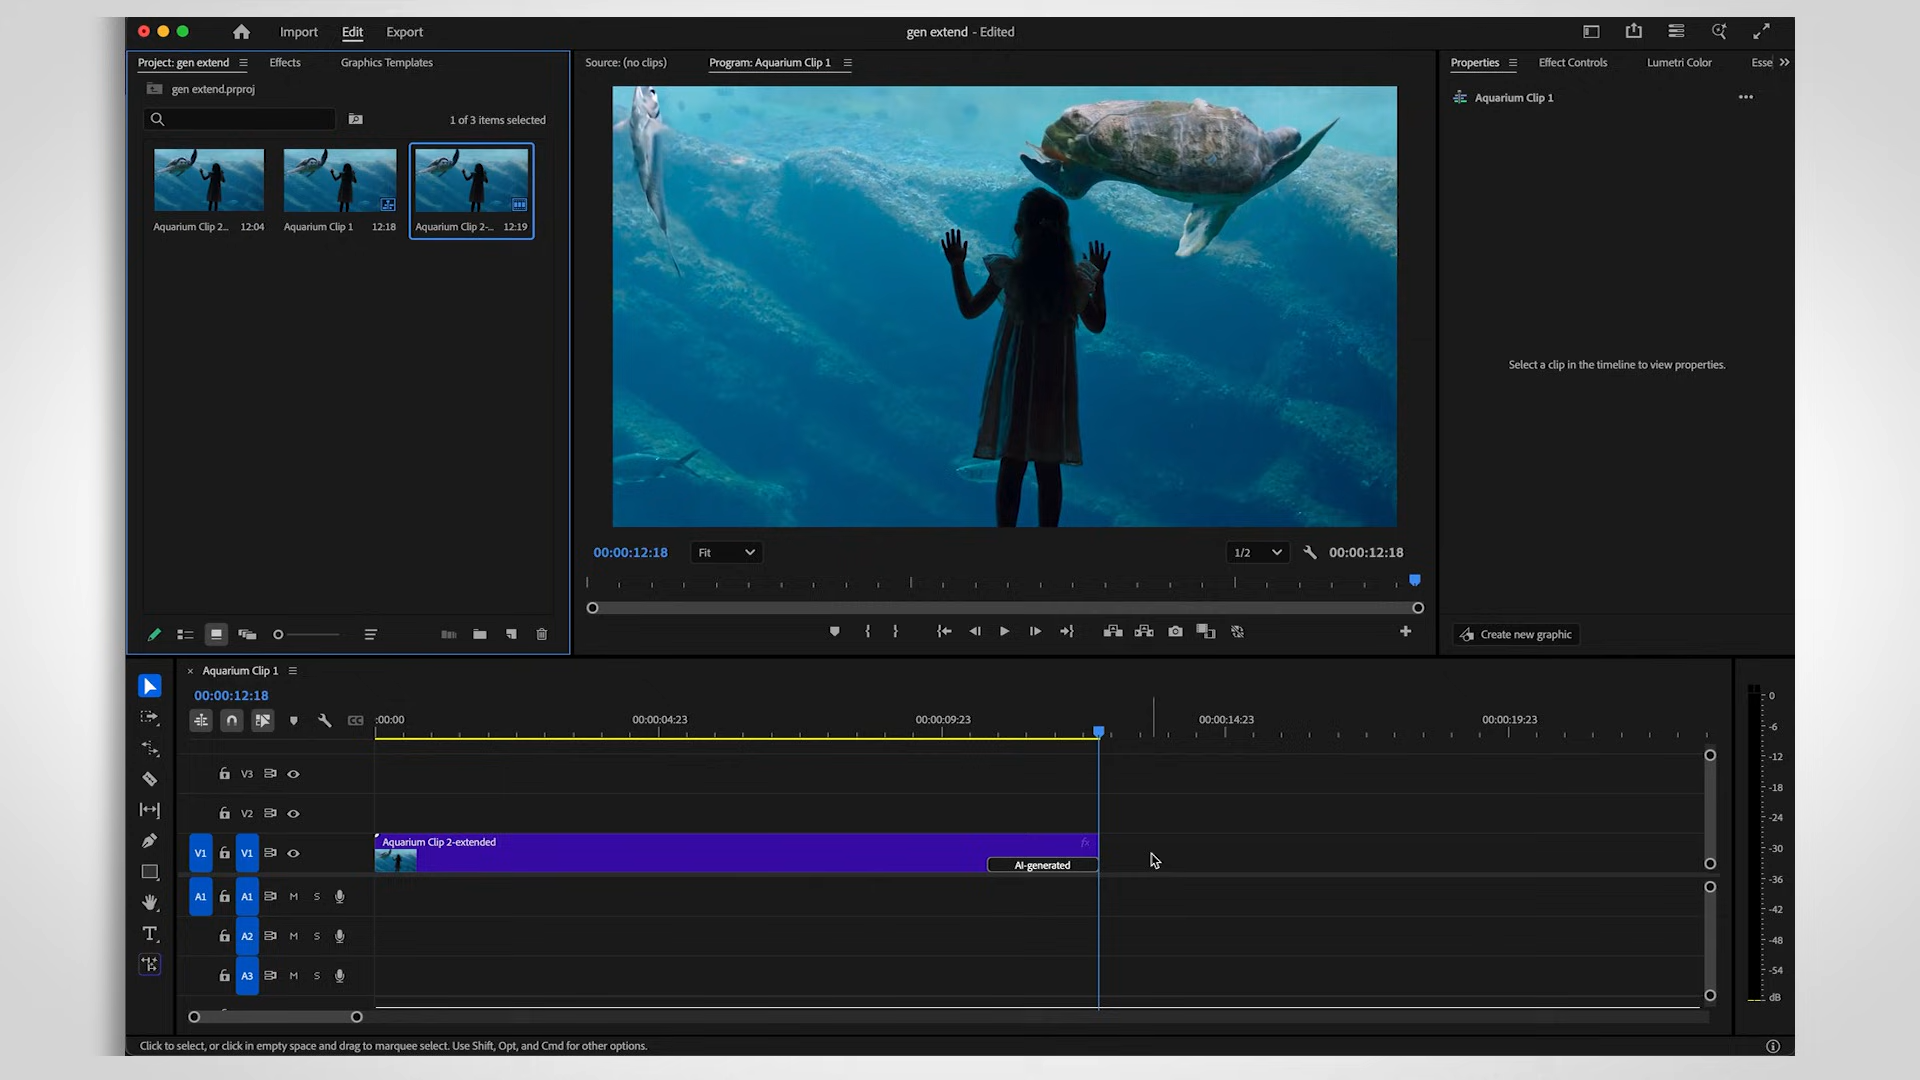 Import Edit Export
gen extend - Edited
Project: gen extend Effects Graphics Templates
gen extend.prproj
1 of 3 items selected
Aquarium Clip 2... 12:04
Aquarium Clip 1 12:18
Aquarium Clip 2-... 12:19
Source: (no clips) Program: Aquarium Clip 1
00:00:12:18 Fit 1/2 00:00:12:18
Properties Effect Controls Lumetri Color Esse
Aquarium Clip 1
Select a clip in the timeline to view properties.
Create new graphic
Aquarium Clip 1
00:00:12:18
CC
:00:00 00:00:04:23 00:00:09:23 00:00:14:23 00:00:19:23
V3
V2
Aquarium Clip 2-extended fx
V1 V1
AI-generated
A1 A1 M S
A2 M S
A3 M S
0
-6
-12
-18
-24
-30
-36
-42
-48
-54
dB
Click to select, or click in empty space and drag to marquee select. Use Shift, Opt, and Cmd for other options.